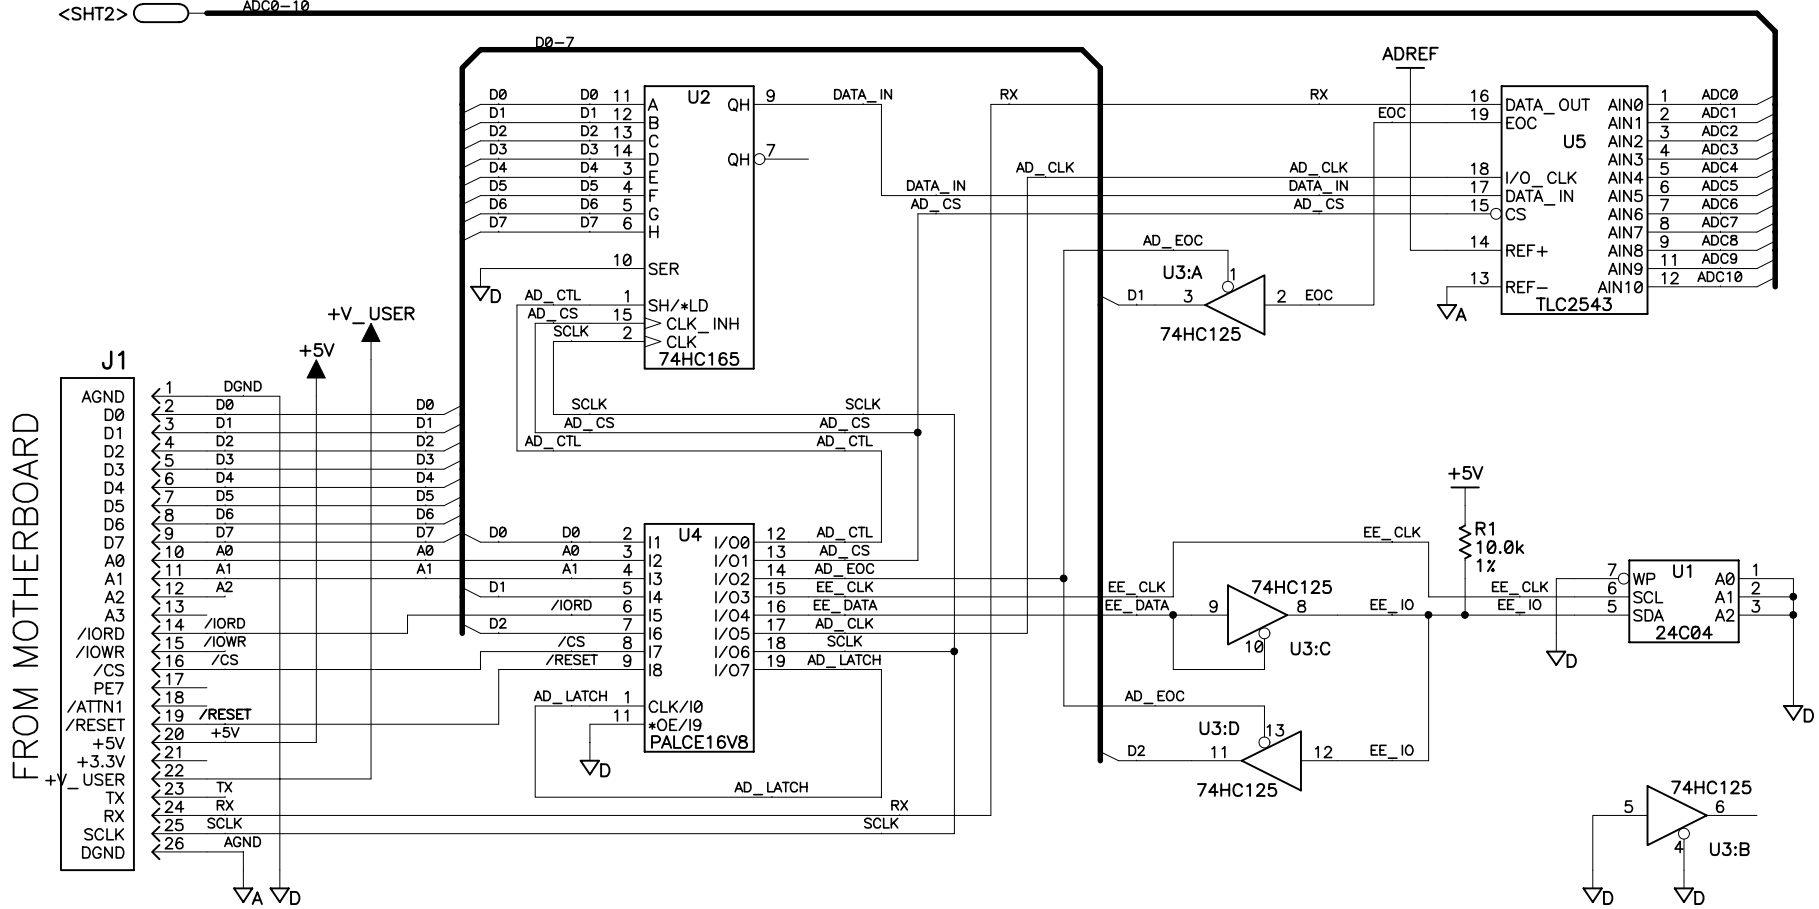 <SHT2>
ADC0-10
D0-7
ADREF
U2
D0 D0 11 A
D1 D1 12 B
D2 D2 13 C
D3 D3 14 D
D4 D4 3 E
D5 D5 4 F
D6 D6 5 G
D7 D7 6 H
10 SER
D
AD_CTL 1 SH/*LD
AD_CS 15 CLK_INH
SCLK 2 CLK
74HC165
QH 9 DATA_IN
QH 7
RX RX 16 DATA_OUT
EOC 19 EOC
U5
AD_CLK AD_CLK 18 I/O_CLK
DATA_IN DATA_IN 17 DATA_IN
AD_CS AD_CS 15 CS
14 REF+
13 REF-
A
TLC2543
AIN0 1 ADC0
AIN1 2 ADC1
AIN2 3 ADC2
AIN3 4 ADC3
AIN4 5 ADC4
AIN5 6 ADC5
AIN6 7 ADC6
AIN7 8 ADC7
AIN8 9 ADC8
AIN9 11 ADC9
AIN10 12 ADC10
AD_EOC
U3:A 1
D1 3 2 EOC
74HC125
+V_USER
+5V
J1
FROM MOTHERBOARD
AGND 1 DGND
D0 2 D0 D0
D1 3 D1 D1
D2 4 D2 D2
D3 5 D3 D3
D4 6 D4 D4
D5 7 D5 D5
D6 8 D6 D6
D7 9 D7 D7
A0 10 A0 A0
A1 11 A1 A1
A2 12 A2
A3 13
/IORD 14 /IORD
/IOWR 15 /IOWR
/CS 16 /CS
PE7 17
/ATTN1 18
/RESET 19 /RESET
+5V 20 +5V
+3.3V 21
+V_USER 22
TX 23 TX
RX 24 RX RX
SCLK 25 SCLK SCLK
DGND 26 AGND
A D
SCLK SCLK
AD_CS AD_CS
AD_CTL AD_CTL
U4
D0 D0 2 I1
A0 3 I2
A1 4 I3
D1 5 I4
/IORD 6 I5
D2 7 I6
/CS 8 I7
/RESET 9 I8
AD_LATCH 1 CLK/I0
11 *OE/I9
PALCE16V8
D
I/O0 12 AD_CTL
I/O1 13 AD_CS
I/O2 14 AD_EOC
I/O3 15 EE_CLK
I/O4 16 EE_DATA
I/O5 17 AD_CLK
I/O6 18 SCLK
I/O7 19 AD_LATCH
AD_LATCH
EE_CLK EE_CLK
EE_DATA 9 8 EE_IO
74HC125
10 U3:C
AD_EOC
U3:D 13
D2 11 12 EE_IO
74HC125
+5V
R1
10.0k
1%
U1
7 WP
EE_CLK 6 SCL
EE_IO 5 SDA
A0 1
A1 2
A2 3
24C04
D
D
74HC125
5 6
4 U3:B
D D